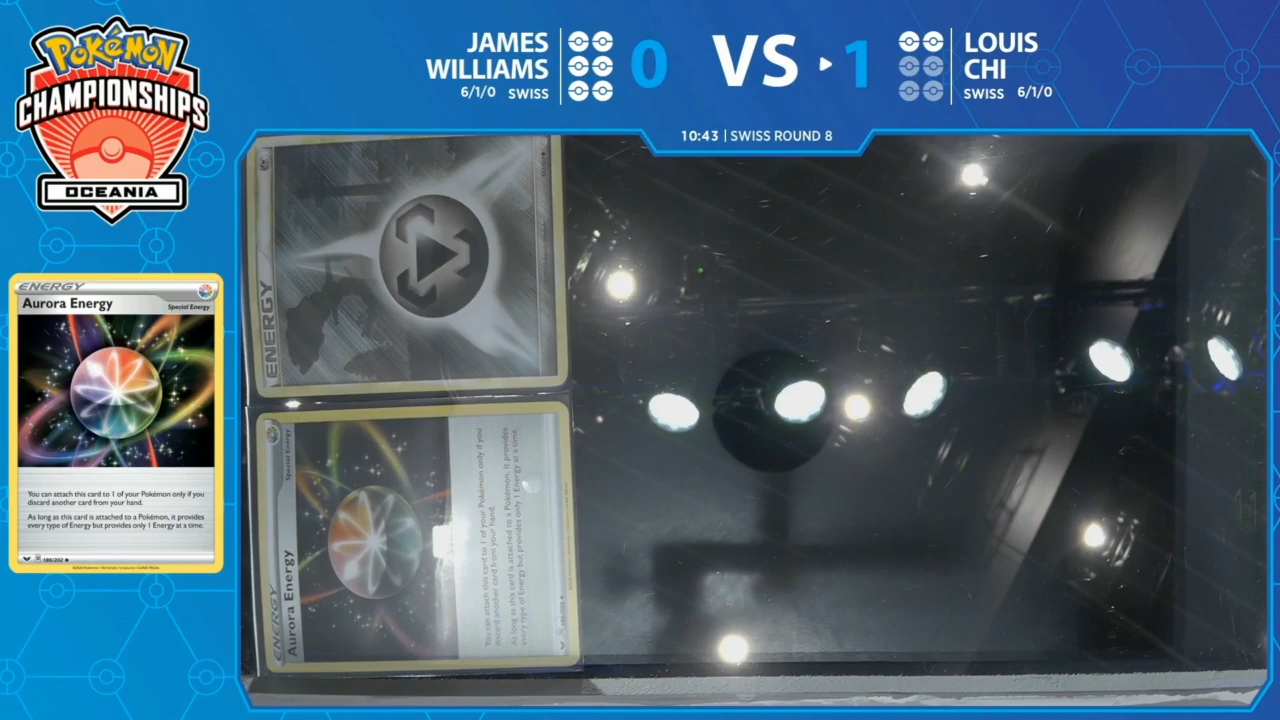 Pokémon
CHAMPIONSHIPS
OCEANIA
JAMES
WILLIAMS
6/1/0 SWISS
0
VS
1
LOUIS
CHI
SWISS 6/1/0
10:43 | SWISS ROUND 8
ENERGY
Aurora Energy
Special Energy
You can attach this card to 1 of your Pokémon only if you
discard another card from your hand.
As long as this card is attached to a Pokémon, it provides
every type of Energy but provides only 1 Energy at a time.
186/202
ENERGY
ENERGY
Aurora Energy
Special Energy
You can attach this card to 1 of your Pokémon only if you
discard another card from your hand.
As long as this card is attached to a Pokémon, it provides
every type of Energy but provides only 1 Energy at a time.